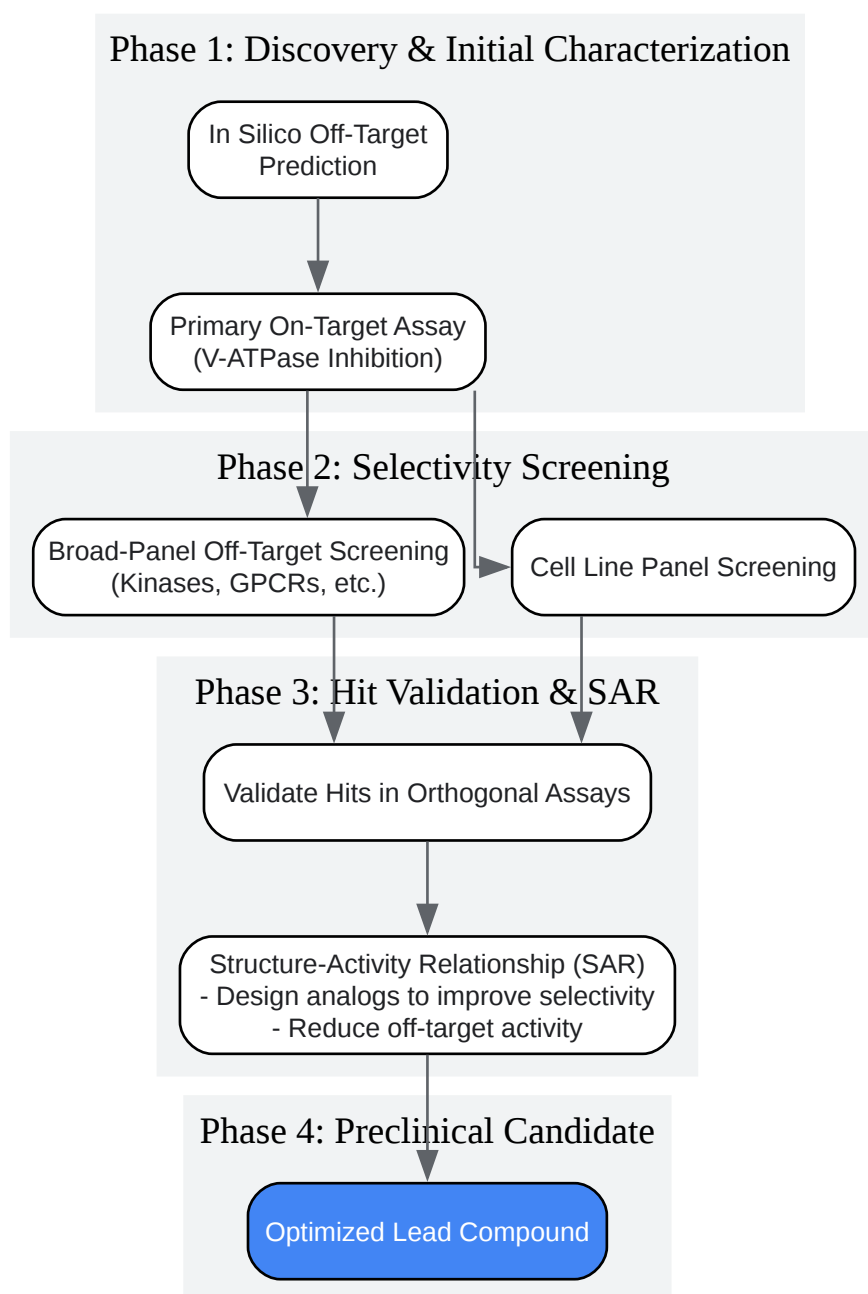 Phase 1: Discovery & Initial Characterization
In Silico Off-Target
Prediction
Primary On-Target Assay
(V-ATPase Inhibition)
Phase 2: Selectivity Screening
Broad-Panel Off-Target Screening
(Kinases, GPCRs, etc.)
Cell Line Panel Screening
Phase 3: Hit Validation & SAR
Validate Hits in Orthogonal Assays
Structure-Activity Relationship (SAR)
- Design analogs to improve selectivity
- Reduce off-target activity
Phase 4: Preclinical Candidate
Optimized Lead Compound